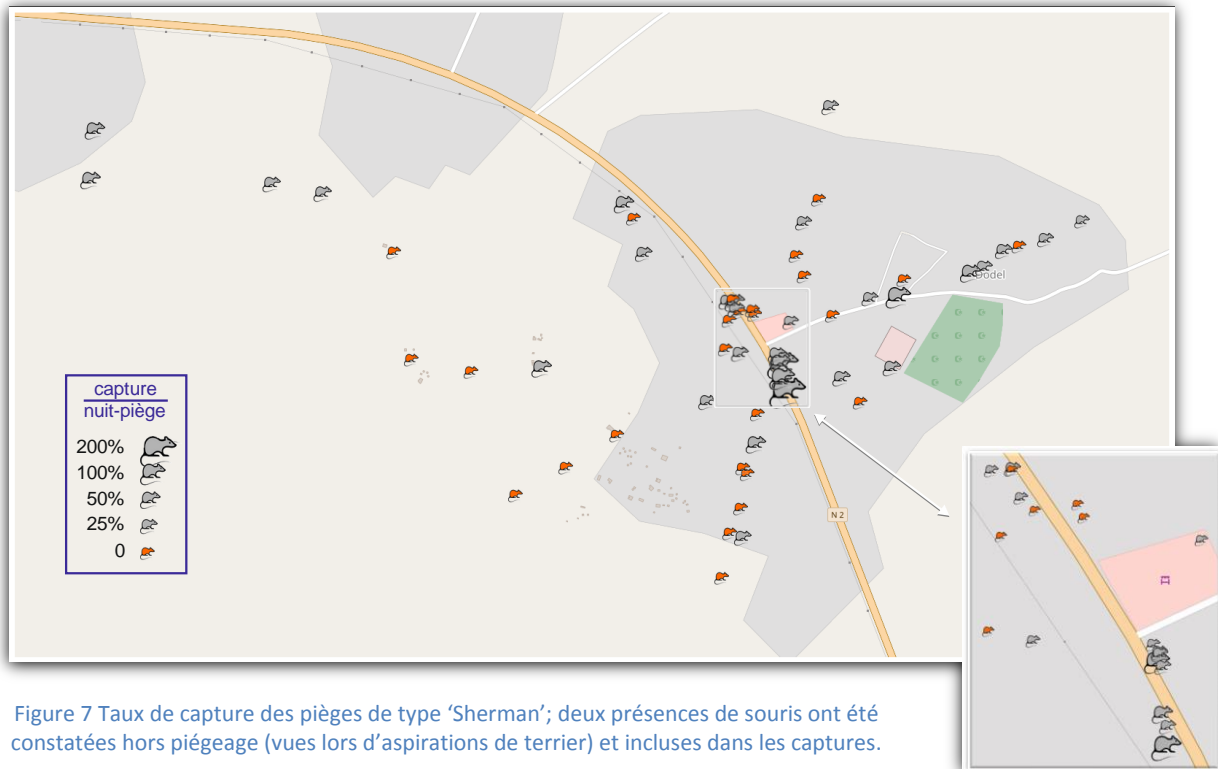 Dodel
capture
nuit-piège
200%
100%
50%
25%
0
N 2
Figure 7 Taux de capture des pièges de type ‘Sherman’; deux présences de souris ont été
constatées hors piégeage (vues lors d’aspirations de terrier) et incluses dans les captures.